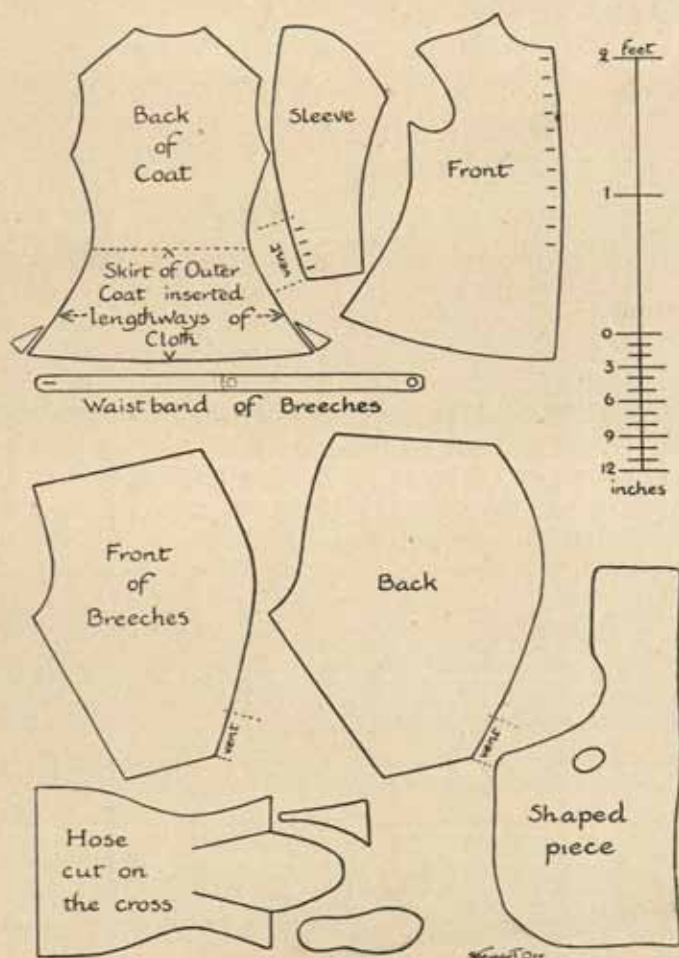 Back
of
Coat
Sleeve
Front
2 Feet
1
vent
Skirt of Outer
Coat inserted
lengthways of
Cloth
0
3
6
9
12
inches
Waistband of Breeches
Front
of
Breeches
Back
vent
vent
Hose
cut on
the cross
Shaped
piece